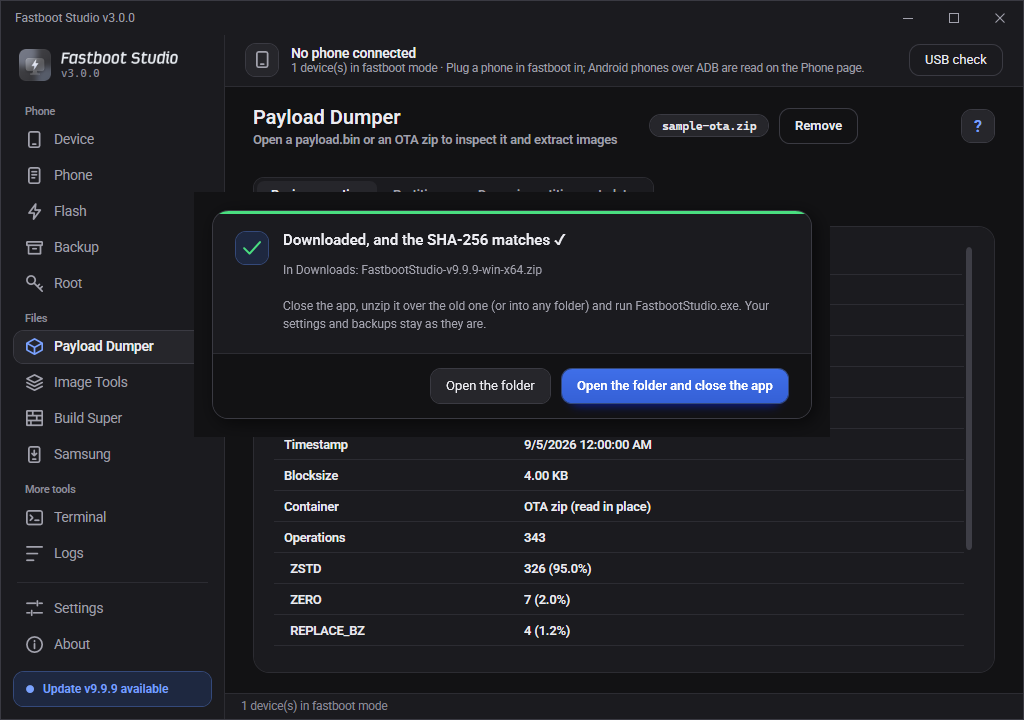 Fastboot Studio v3.0.0
Fastboot Studio
v3.0.0
Phone
Device
Phone
Flash
Backup
Root
Files
Payload Dumper
Image Tools
Build Super
Samsung
More tools
Terminal
Logs
Settings
About
Update v9.9.9 available
No phone connected
1 device(s) in fastboot mode · Plug a phone in fastboot in; Android phones over ADB are read on the Phone page.
USB check
Payload Dumper
Open a payload.bin or an OTA zip to inspect it and extract images
sample-ota.zip
Remove
?
Downloaded, and the SHA-256 matches ✓
In Downloads: FastbootStudio-v9.9.9-win-x64.zip
Close the app, unzip it over the old one (or into any folder) and run FastbootStudio.exe. Your
settings and backups stay as they are.
Open the folder
Open the folder and close the app
Timestamp 9/5/2026 12:00:00 AM
Blocksize 4.00 KB
Container OTA zip (read in place)
Operations 343
ZSTD 326 (95.0%)
ZERO 7 (2.0%)
REPLACE_BZ 4 (1.2%)
1 device(s) in fastboot mode